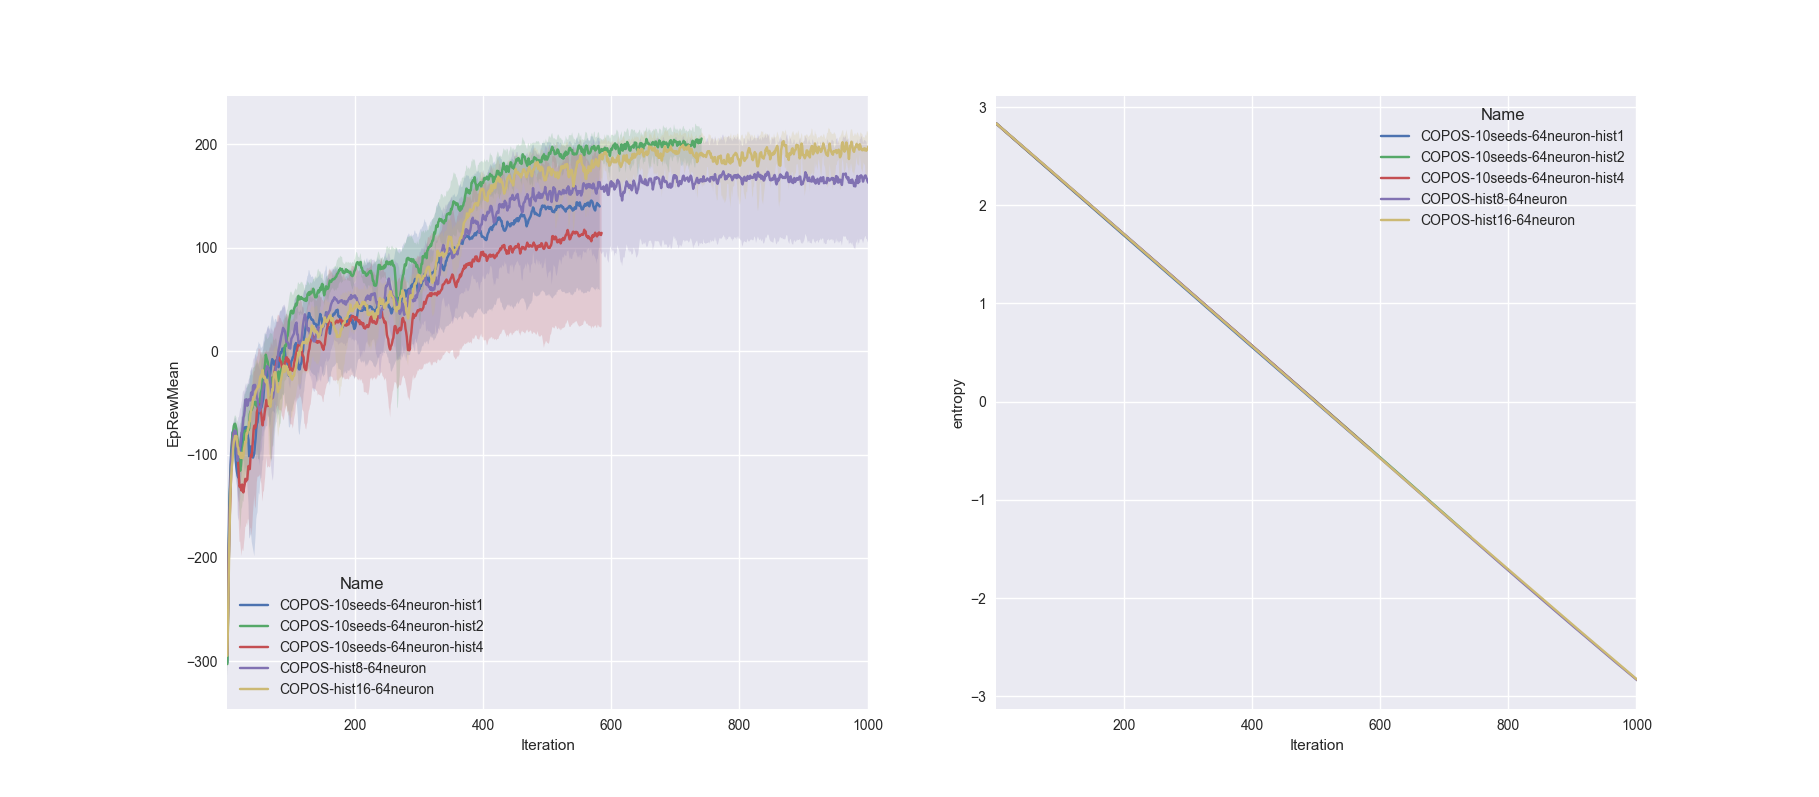 200
100
0
−100
−200
−300
EpRewMean
Name
COPOS-10seeds-64neuron-hist1
COPOS-10seeds-64neuron-hist2
COPOS-10seeds-64neuron-hist4
COPOS-hist8-64neuron
COPOS-hist16-64neuron
200 400 600 800 1000
Iteration
3
2
1
0
−1
−2
−3
entropy
Name
COPOS-10seeds-64neuron-hist1
COPOS-10seeds-64neuron-hist2
COPOS-10seeds-64neuron-hist4
COPOS-hist8-64neuron
COPOS-hist16-64neuron
200 400 600 800 1000
Iteration